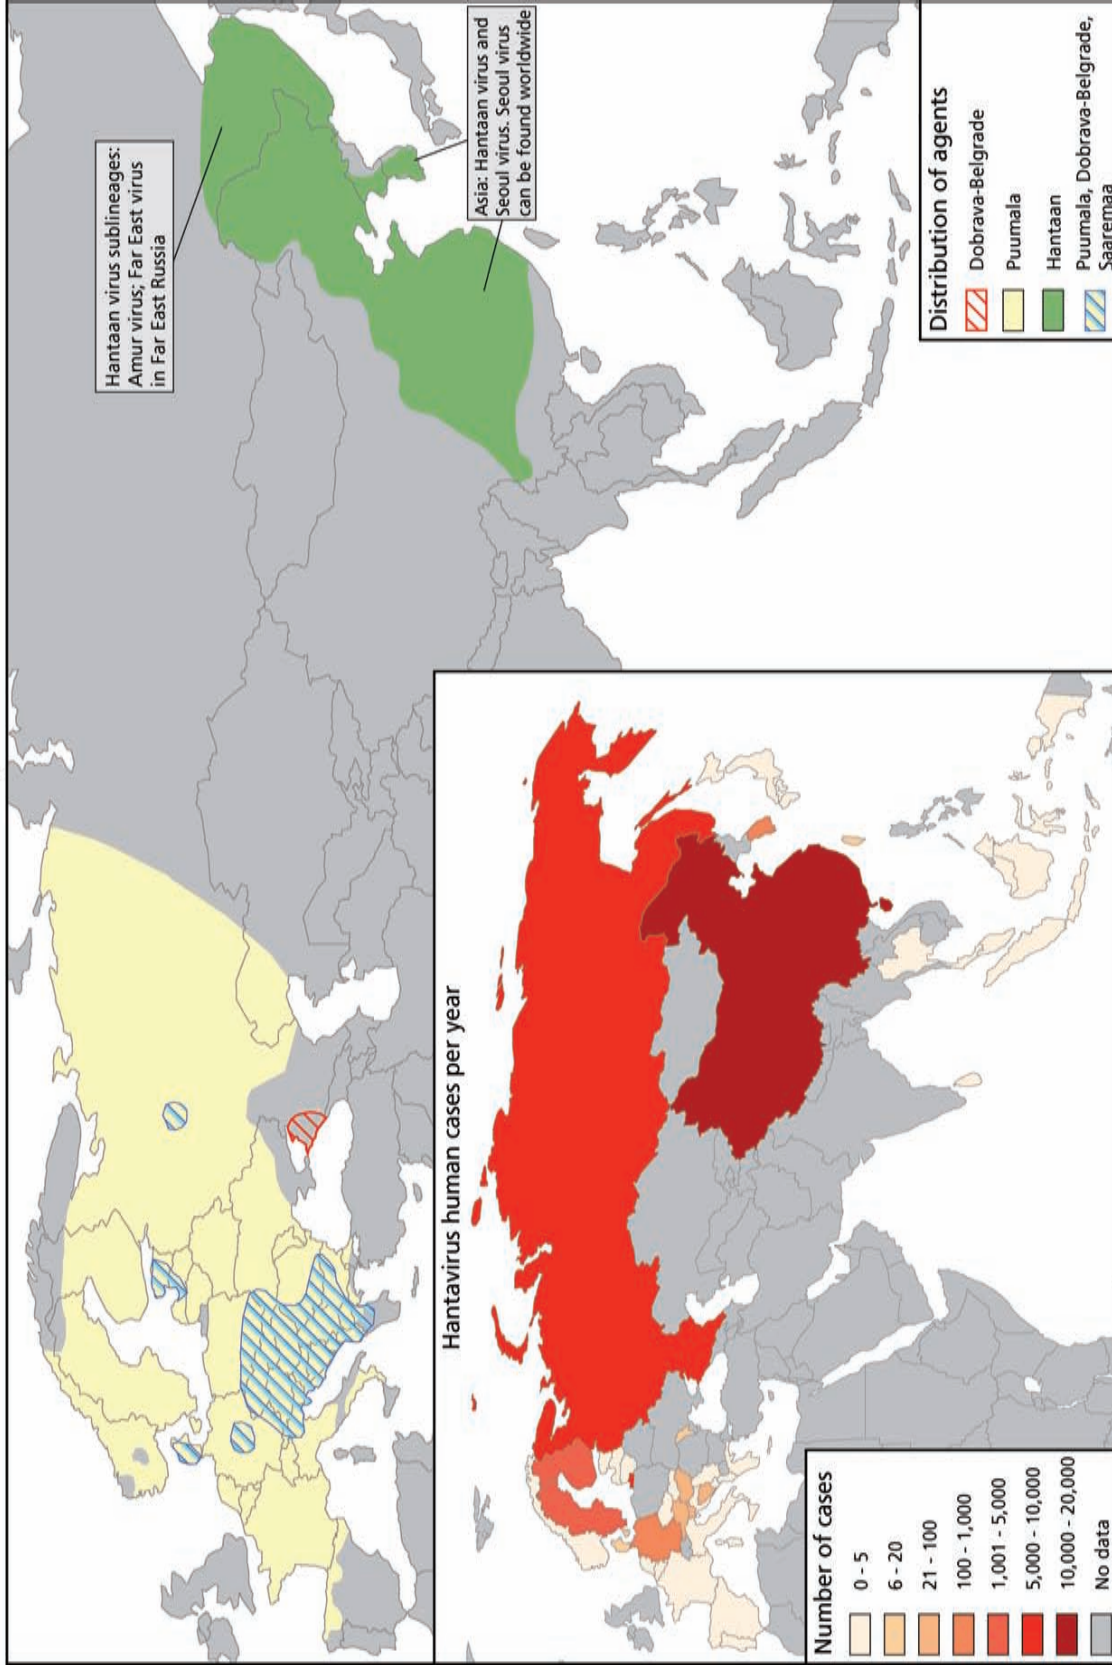 Hantaan virus sublineages:
Amur virus; Far East virus
in Far East Russia
Asia: Hantaan virus and
Seoul virus. Seoul virus
can be found worldwide
Distribution of agents
Dobrava-Belgrade
Puumala
Hantaan
Puumala, Dobrava-Belgrade,
Saaremaa
Hantavirus human cases per year
Number of cases
0 - 5
6 - 20
21 - 100
100 - 1,000
1,001 - 5,000
5,000 - 10,000
10,000 - 20,000
No data